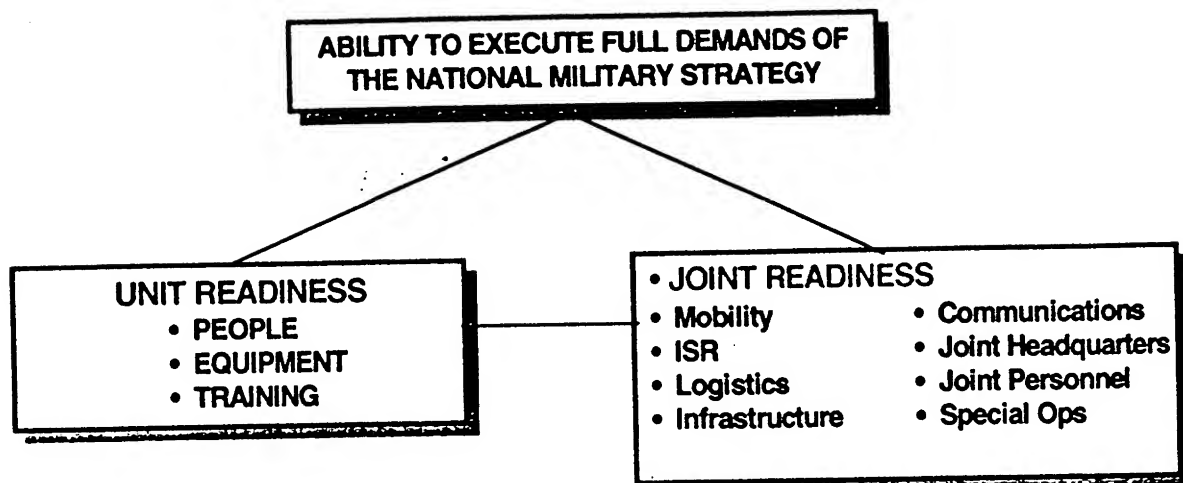 ABILITY TO EXECUTE FULL DEMANDS OF
THE NATIONAL MILITARY STRATEGY
UNIT READINESS
• PEOPLE
• EQUIPMENT
• TRAINING
• JOINT READINESS
• Mobility
• ISR
• Logistics
• Infrastructure
• Communications
• Joint Headquarters
• Joint Personnel
• Special Ops